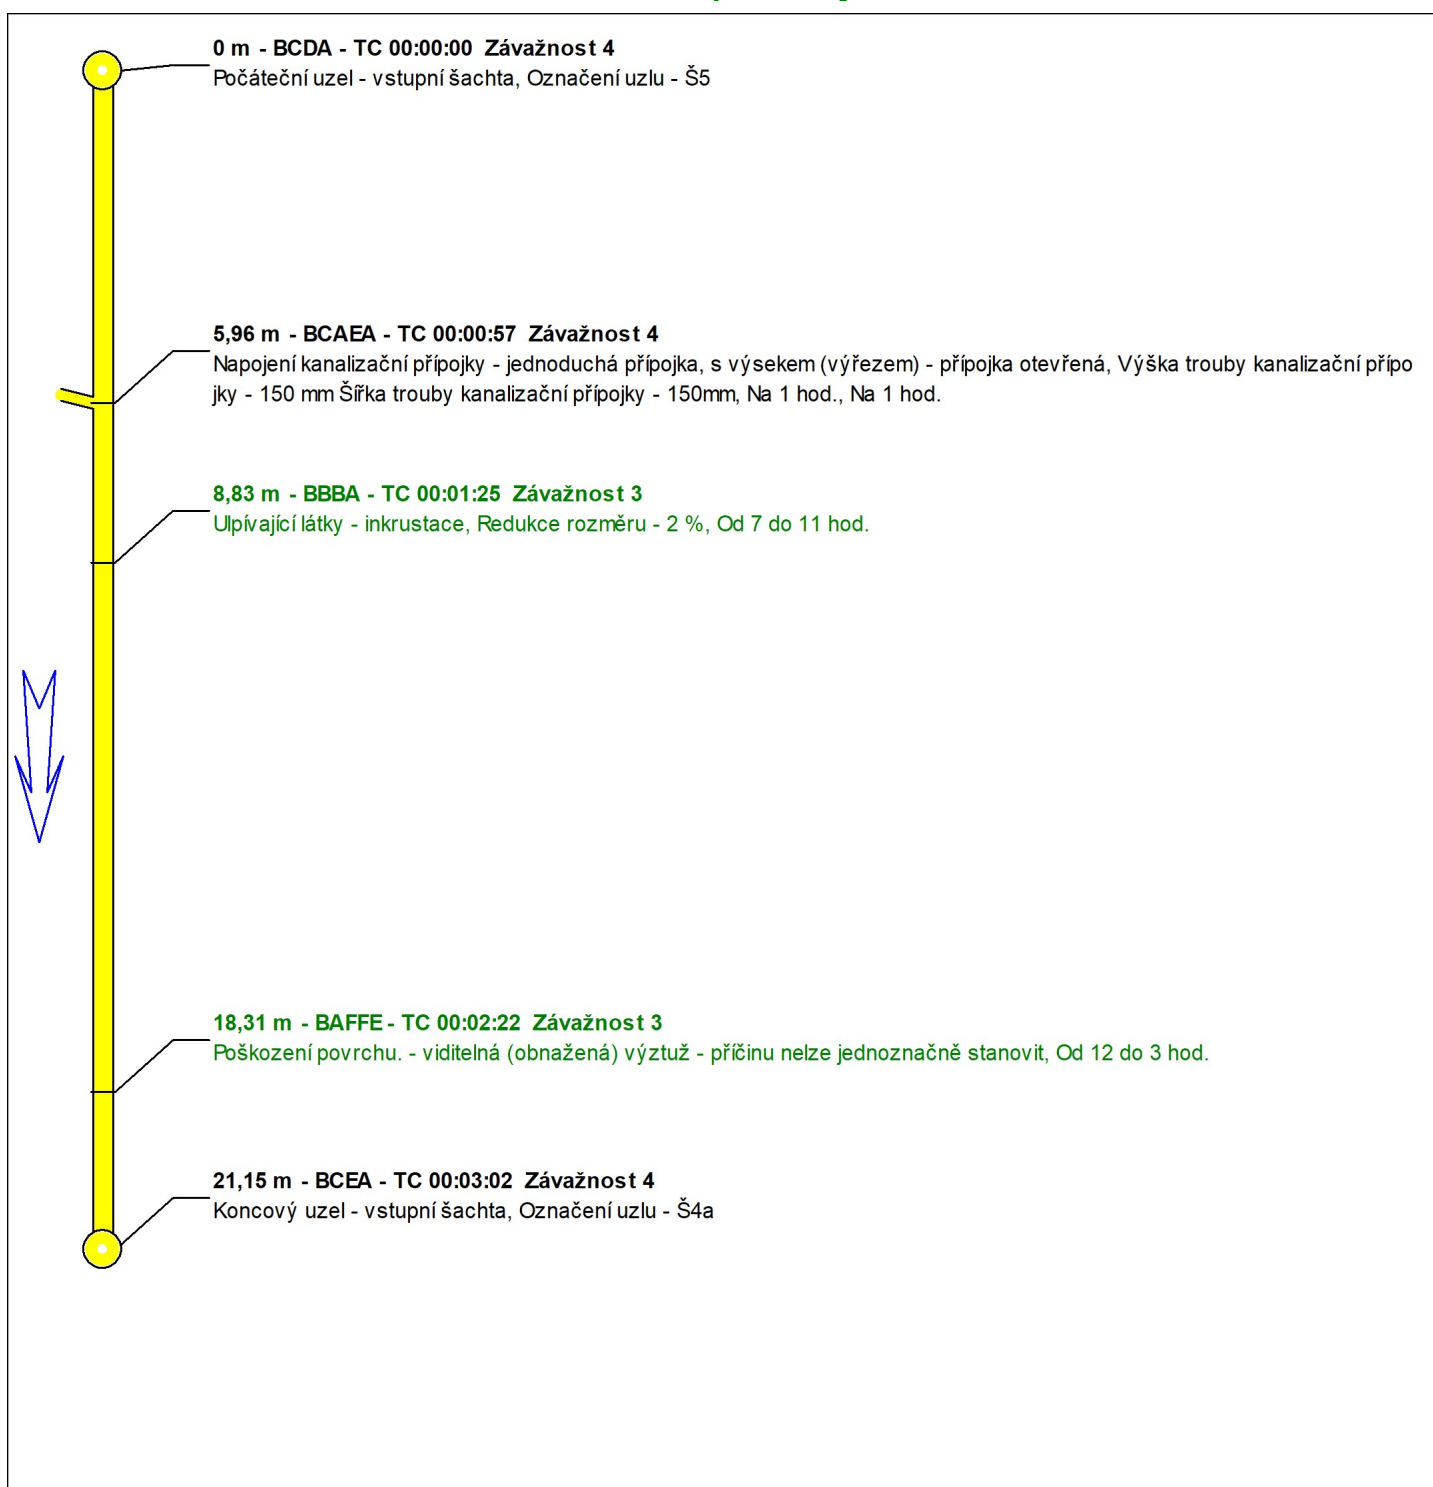 0 m - BCDA - TC 00:00:00 Závažnost 4
Počáteční uzel - vstupní šachta, Označení uzlu - Š5
5,96 m - BCAEA - TC 00:00:57 Závažnost 4
Napojení kanalizační přípojky - jednoduchá přípojka, s výsekem (výřezem) - přípojka otevřená, Výška trouby kanalizační přípo
jky - 150 mm Šířka trouby kanalizační přípojky - 150mm, Na 1 hod., Na 1 hod.
8,83 m - BBBA - TC 00:01:25 Závažnost 3
Ulpívající látky - inkrustace, Redukce rozměru - 2 %, Od 7 do 11 hod.
18,31 m - BAFFE - TC 00:02:22 Závažnost 3
Poškození povrchu. - viditelná (obnažená) výztuž - příčinu nelze jednoznačně stanovit, Od 12 do 3 hod.
21,15 m - BCEA - TC 00:03:02 Závažnost 4
Koncový uzel - vstupní šachta, Označení uzlu - Š4a